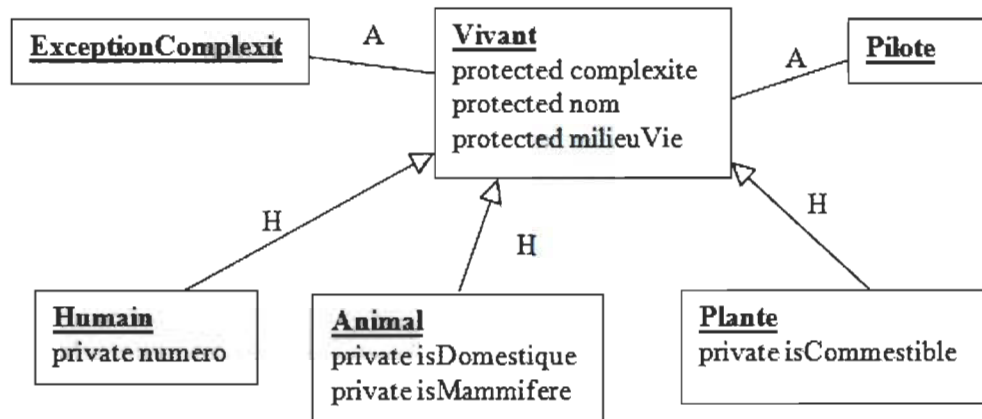 ExceptionComplexit
A
Vivant
protected complexite
protected nom
protected milieuVie
A
Pilote
H
H
H
Humain
private numero
Animal
private isDomestique
private isMammifere
Plante
private isCommestible